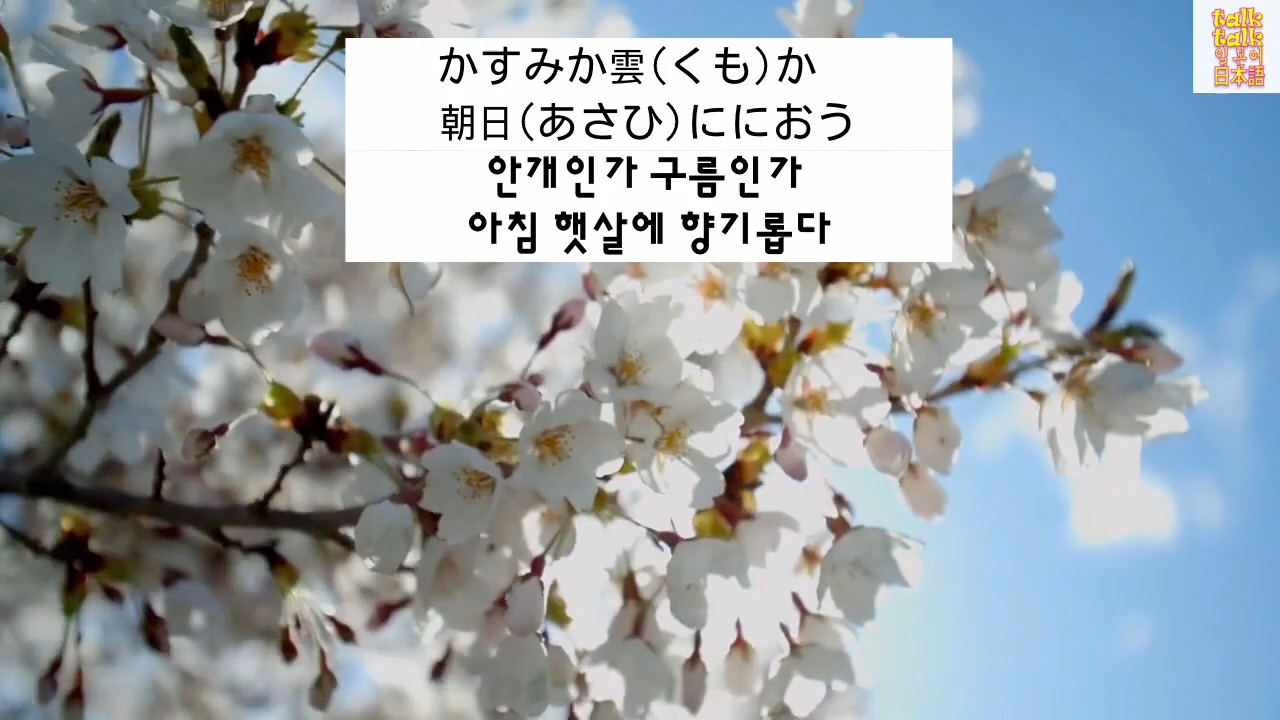 かすみか雲(くも)か
朝日(あさひ)ににおう
안개인가 구름인가
아침 햇살에 향기롭다
talk
talk
일본어
日本語